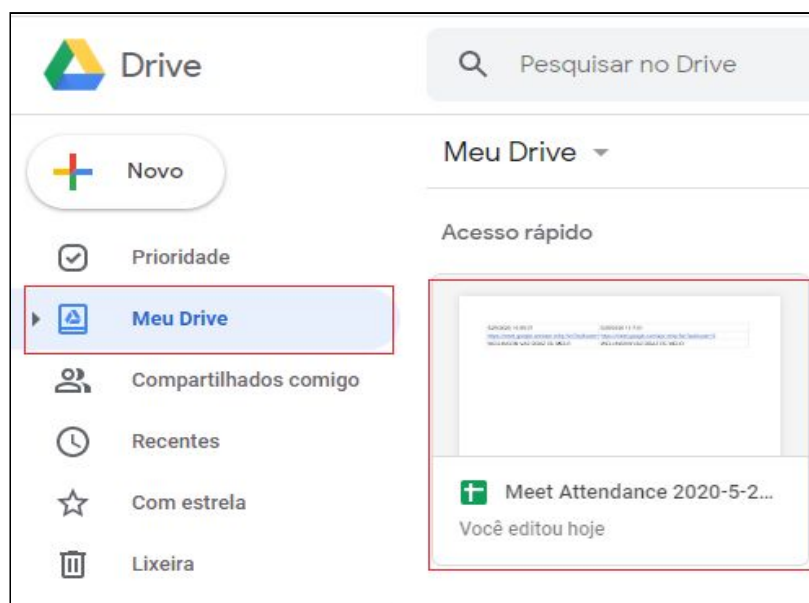 Drive
Pesquisar no Drive
Novo
Prioridade
Meu Drive
Compartilhados comigo
Recentes
Com estrela
Lixeira
Meu Drive
Acesso rápido
Meet Attendance 2020-5-2...
Você editou hoje